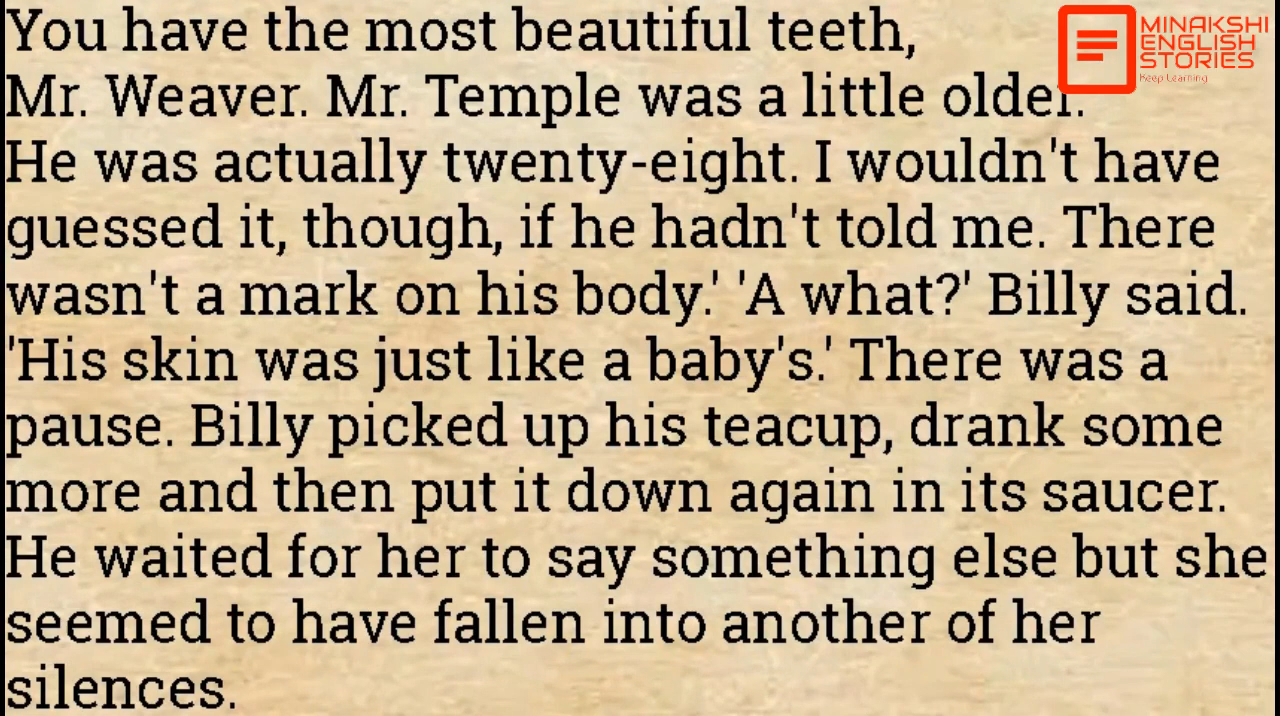 You have the most beautiful teeth,
Mr. Weaver. Mr. Temple was a little older.
He was actually twenty-eight. I wouldn't have
guessed it, though, if he hadn't told me. There
wasn't a mark on his body.' 'A what?' Billy said.
'His skin was just like a baby's.' There was a
pause. Billy picked up his teacup, drank some
more and then put it down again in its saucer.
He waited for her to say something else but she
seemed to have fallen into another of her
silences.
MINAKSHI
ENGLISH
STORIES
Keep Learning